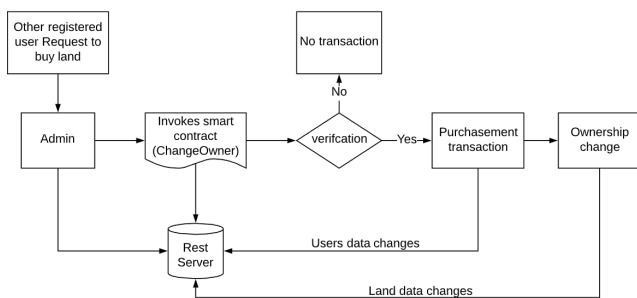 Other registered
user Request to
buy land
No transaction
No
Admin
Invokes smart
contract
(ChangeOwner)
verifcation
Yes
Purchasement
transaction
Ownership
change
Rest
Server
Users data changes
Land data changes